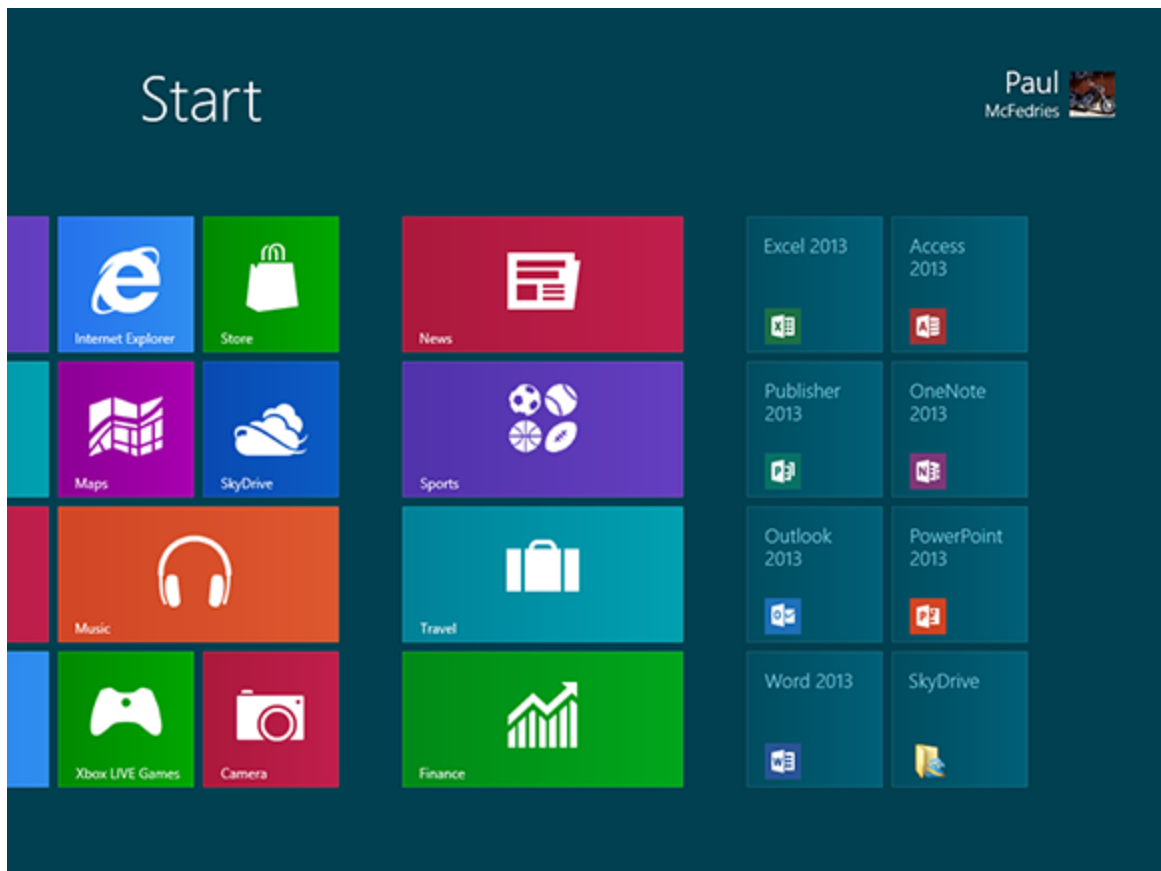 Start
Paul
McFedries
Internet Explorer
Store
News
Excel 2013
Access
2013
Maps
SkyDrive
Sports
Publisher
2013
OneNote
2013
Music
Travel
Outlook
2013
PowerPoint
2013
Xbox LIVE Games
Camera
Finance
Word 2013
SkyDrive